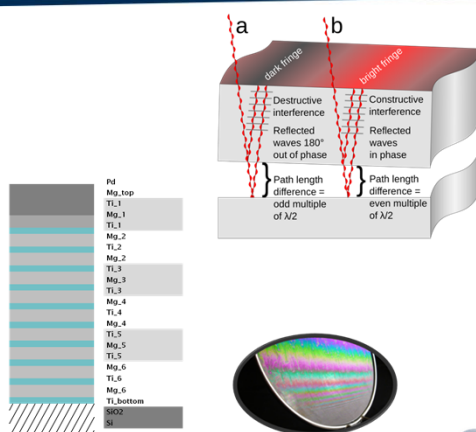 a
b
dark fringe
bright fringe
Destructive
interference
Reflected
waves 180°
out of phase
Constructive
interference
Reflected
waves
in phase
Path length
difference =
odd multiple
of λ/2
Path length
difference =
even multiple
of λ/2
Pd
Mg_top
Ti_1
Mg_1
Ti_1
Mg_2
Ti_2
Mg_2
Ti_3
Mg_3
Ti_3
Mg_4
Ti_4
Mg_4
Ti_5
Mg_5
Ti_5
Mg_6
Ti_6
Mg_6
Ti_bottom
SiO2
Si